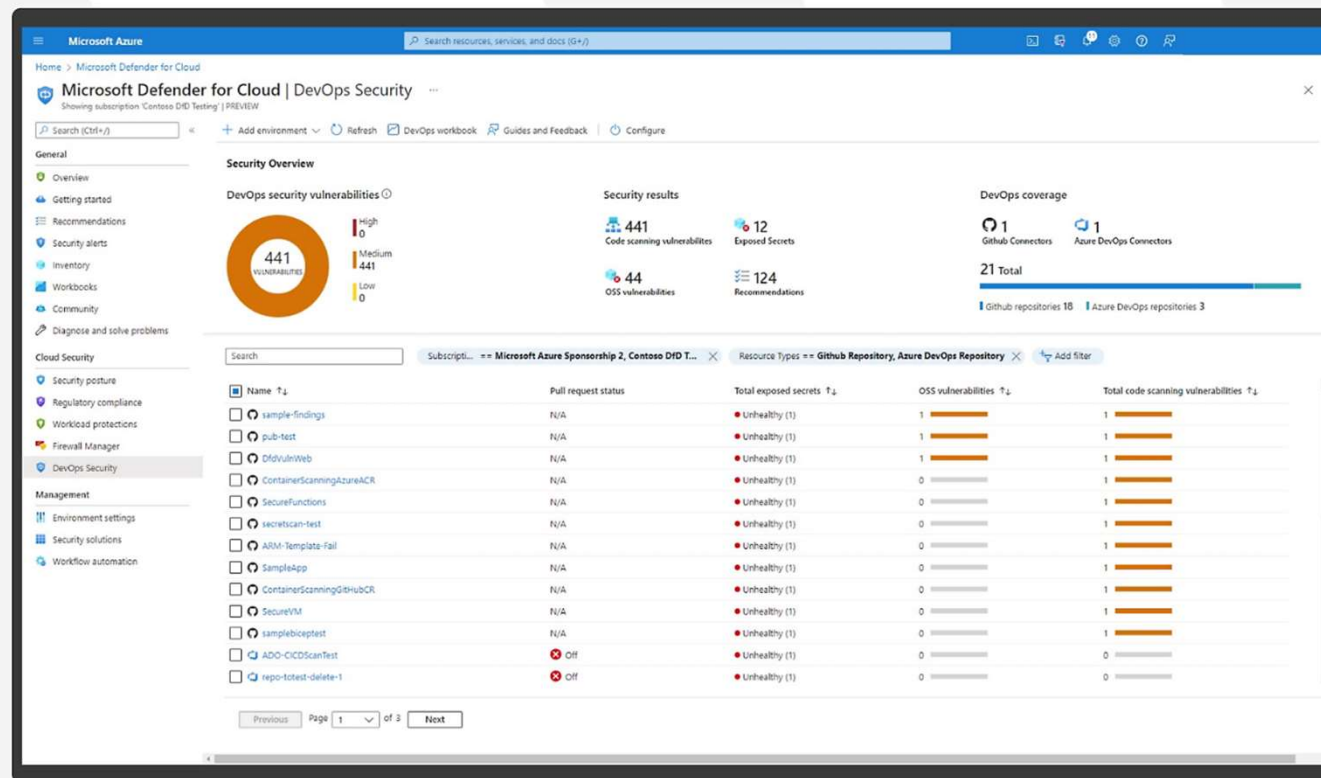 Microsoft Azure
Search resources, services, and docs (G+/)
11
Home > Microsoft Defender for Cloud
Microsoft Defender for Cloud | DevOps Security ...
Showing subscription 'Contoso DfD Testing' | PREVIEW
Search (Ctrl+/)
«
Add environment
Refresh
DevOps workbook
Guides and Feedback
Configure
General
Overview
Getting started
Recommendations
Security alerts
Inventory
Workbooks
Community
Diagnose and solve problems
Cloud Security
Security posture
Regulatory compliance
Workload protections
Firewall Manager
DevOps Security
Management
Environment settings
Security solutions
Workflow automation
Security Overview
DevOps security vulnerabilities
441
VULNERABILITIES
High
0
Medium
441
Low
0
Security results
441
Code scanning vulnerabilites
12
Exposed Secrets
44
OSS vulnerabilities
124
Recommendations
DevOps coverage
1
Github Connectors
1
Azure DevOps Connectors
21 Total
Github repositories 18
Azure DevOps repositories 3
Search
Subscripti... == Microsoft Azure Sponsorship 2, Contoso DfD T...
Resource Types == Github Repository, Azure DevOps Repository
Add filter
Name ↑↓ Pull request status Total exposed secrets ↑↓ OSS vulnerabilities ↑↓ Total code scanning vulnerabilities ↑↓
sample-findings N/A Unhealthy (1) 1 1
pub-test N/A Unhealthy (1) 1 1
DfdVulnWeb N/A Unhealthy (1) 1 1
ContainerScanningAzureACR N/A Unhealthy (1) 0 1
SecureFunctions N/A Unhealthy (1) 0 1
secretscan-test N/A Unhealthy (1) 0 1
ARM-Template-Fail N/A Unhealthy (1) 0 1
SampleApp N/A Unhealthy (1) 0 1
ContainerScanningGitHubCR N/A Unhealthy (1) 0 1
SecureVM N/A Unhealthy (1) 0 1
samplebiceptest N/A Unhealthy (1) 0 1
ADO-CICDScanTest Off Unhealthy (1) 0 0
repo-totest-delete-1 Off Unhealthy (1) 0 0
Previous Page 1 of 3 Next